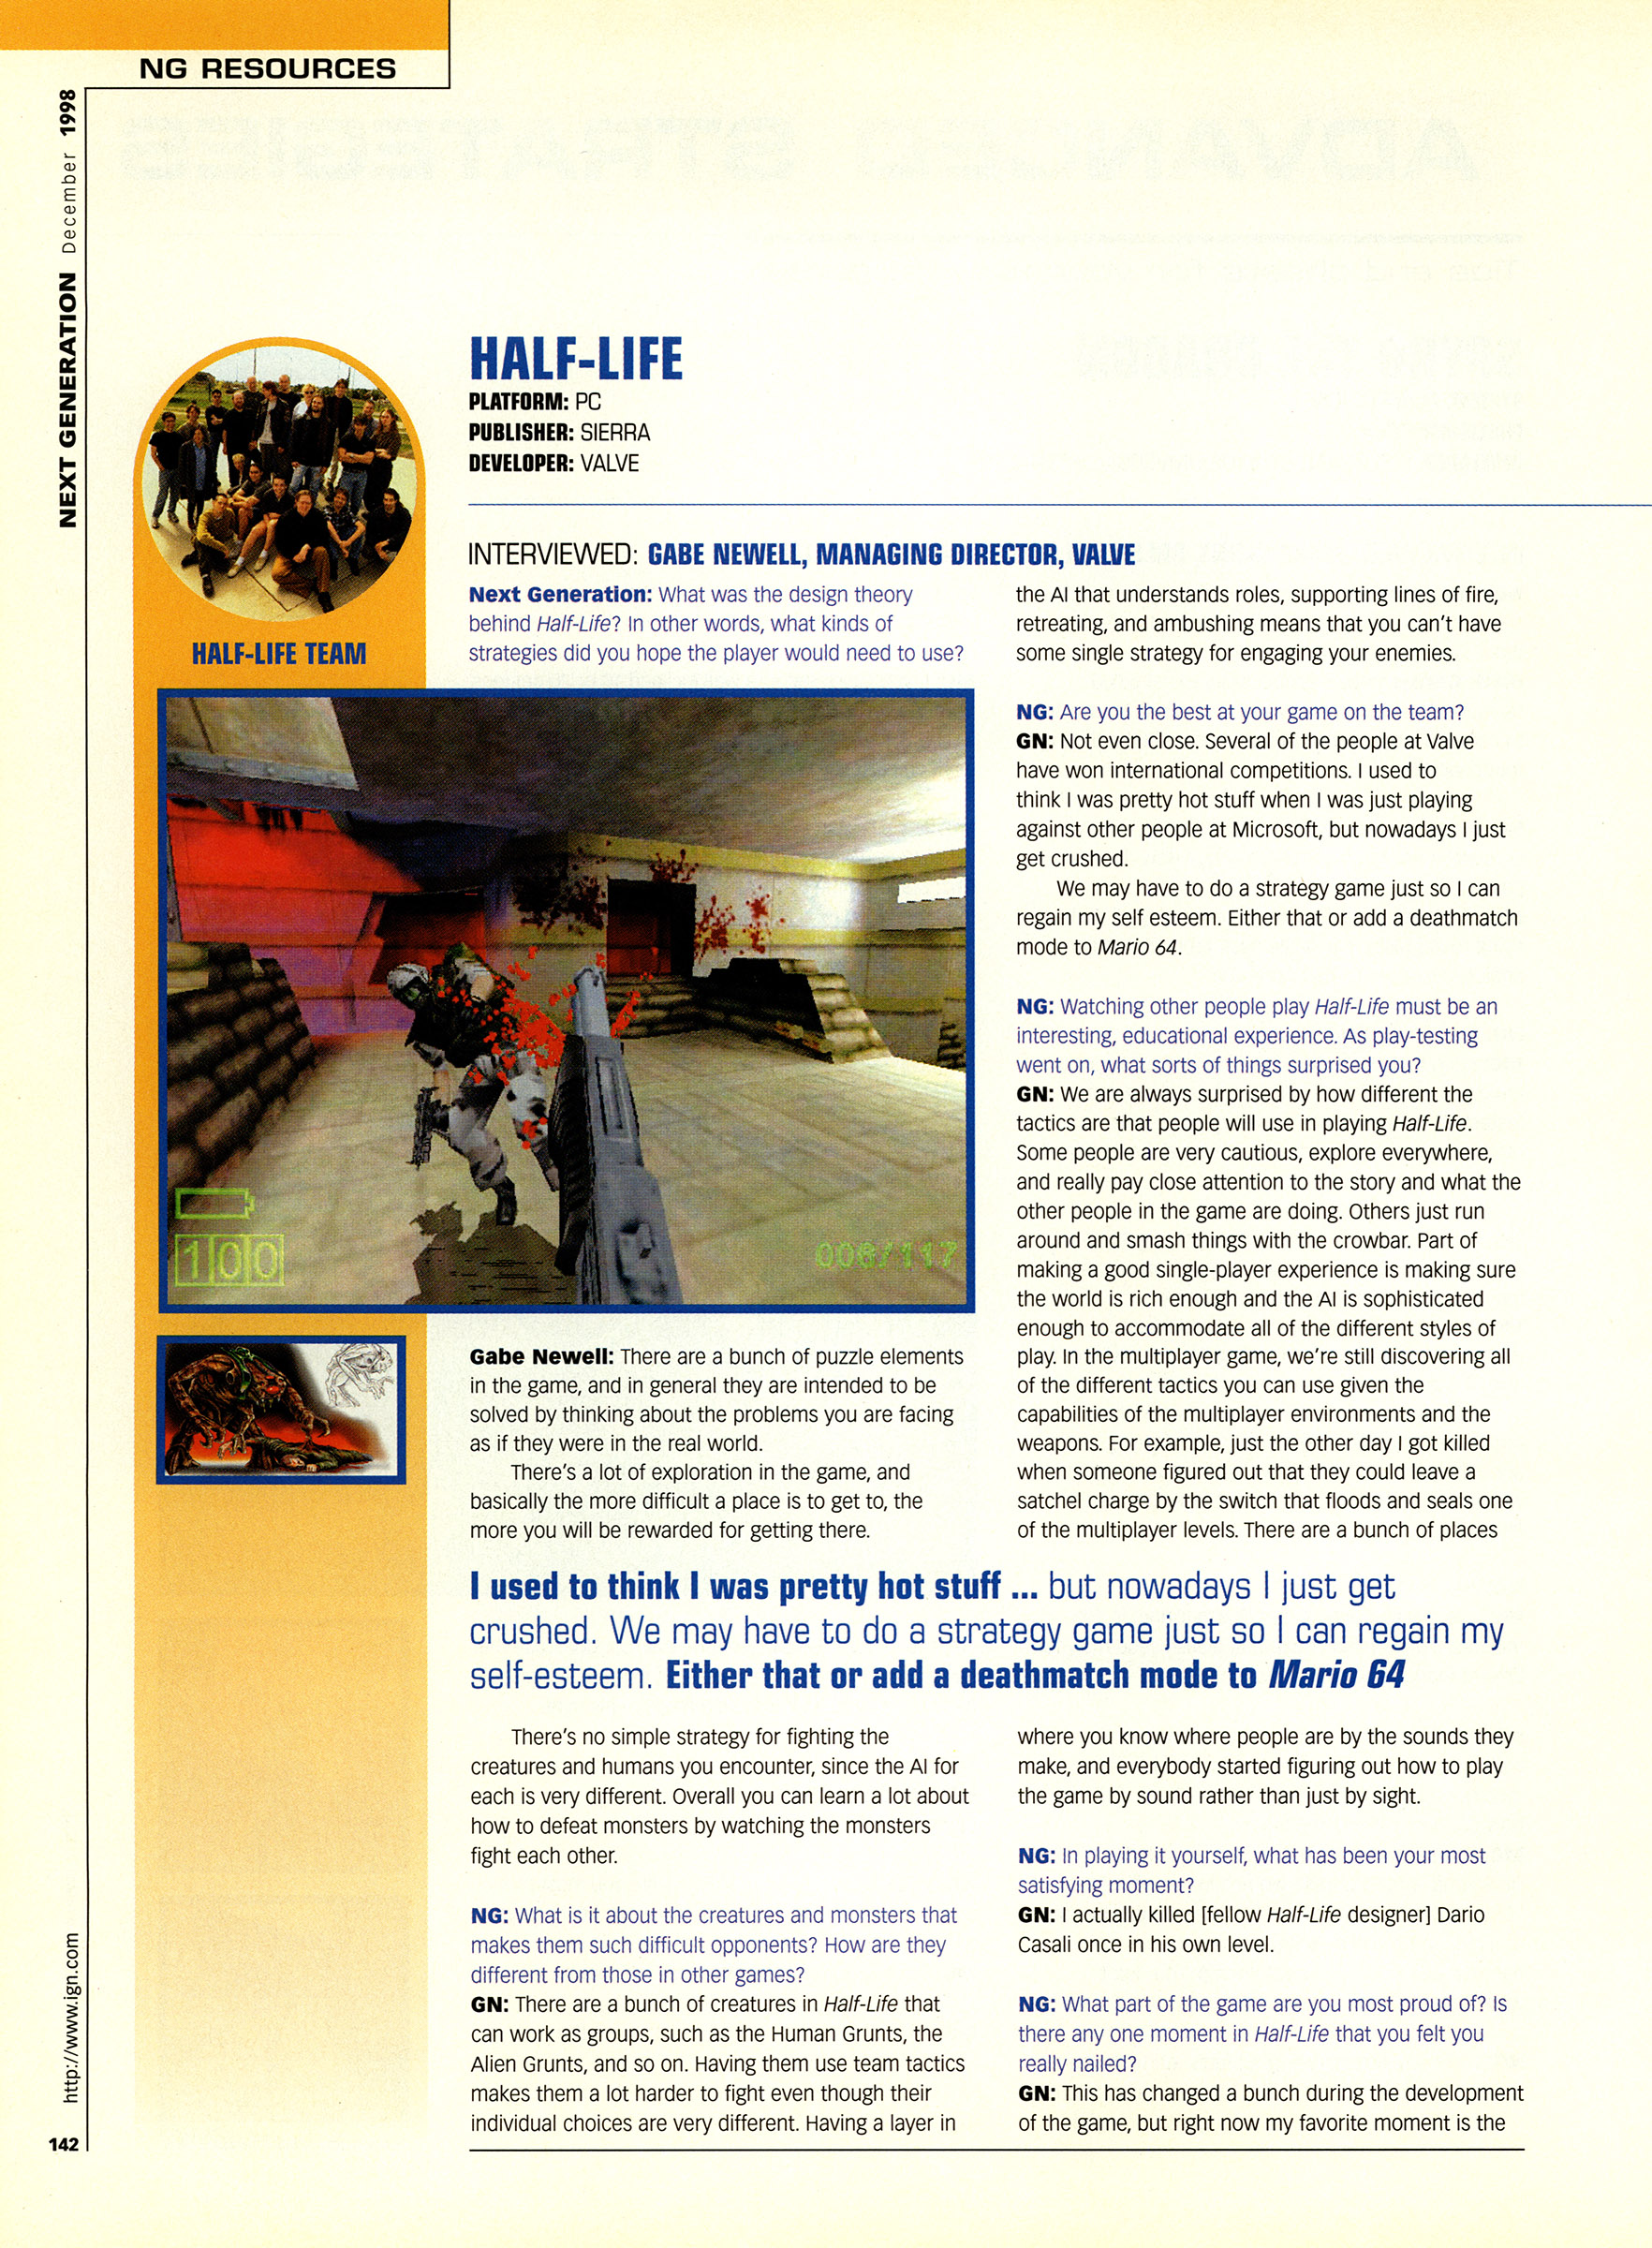 NG RESOURCES
NEXT GENERATION December 1998
HALF-LIFE TEAM
HALF-LIFE
PLATFORM: PC
PUBLISHER: SIERRA
DEVELOPER: VALVE
INTERVIEWED: GABE NEWELL, MANAGING DIRECTOR, VALVE
Next Generation: What was the design theory
behind Half-Life? In other words, what kinds of
strategies did you hope the player would need to use?
100
008/117
Gabe Newell: There are a bunch of puzzle elements
in the game, and in general they are intended to be
solved by thinking about the problems you are facing
as if they were in the real world.
There's a lot of exploration in the game, and
basically the more difficult a place is to get to, the
more you will be rewarded for getting there.
There's no simple strategy for fighting the
creatures and humans you encounter, since the AI for
each is very different. Overall you can learn a lot about
how to defeat monsters by watching the monsters
fight each other.
NG: What is it about the creatures and monsters that
makes them such difficult opponents? How are they
different from those in other games?
GN: There are a bunch of creatures in Half-Life that
can work as groups, such as the Human Grunts, the
Alien Grunts, and so on. Having them use team tactics
makes them a lot harder to fight even though their
individual choices are very different. Having a layer in
the AI that understands roles, supporting lines of fire,
retreating, and ambushing means that you can't have
some single strategy for engaging your enemies.
NG: Are you the best at your game on the team?
GN: Not even close. Several of the people at Valve
have won international competitions. I used to
think I was pretty hot stuff when I was just playing
against other people at Microsoft, but nowadays I just
get crushed.
We may have to do a strategy game just so I can
regain my self esteem. Either that or add a deathmatch
mode to Mario 64.
NG: Watching other people play Half-Life must be an
interesting, educational experience. As play-testing
went on, what sorts of things surprised you?
GN: We are always surprised by how different the
tactics are that people will use in playing Half-Life.
Some people are very cautious, explore everywhere,
and really pay close attention to the story and what the
other people in the game are doing. Others just run
around and smash things with the crowbar. Part of
making a good single-player experience is making sure
the world is rich enough and the AI is sophisticated
enough to accommodate all of the different styles of
play. In the multiplayer game, we're still discovering all
of the different tactics you can use given the
capabilities of the multiplayer environments and the
weapons. For example, just the other day I got killed
when someone figured out that they could leave a
satchel charge by the switch that floods and seals one
of the multiplayer levels. There are a bunch of places
where you know where people are by the sounds they
make, and everybody started figuring out how to play
the game by sound rather than just by sight.
NG: In playing it yourself, what has been your most
satisfying moment?
GN: I actually killed [fellow Half-Life designer] Dario
Casali once in his own level.
NG: What part of the game are you most proud of? Is
there any one moment in Half-Life that you felt you
really nailed?
GN: This has changed a bunch during the development
of the game, but right now my favorite moment is the
I used to think I was pretty hot stuff ... but nowadays I just get
crushed. We may have to do a strategy game just so I can regain my
self-esteem. Either that or add a deathmatch mode to Mario 64
http://www.ign.com
142